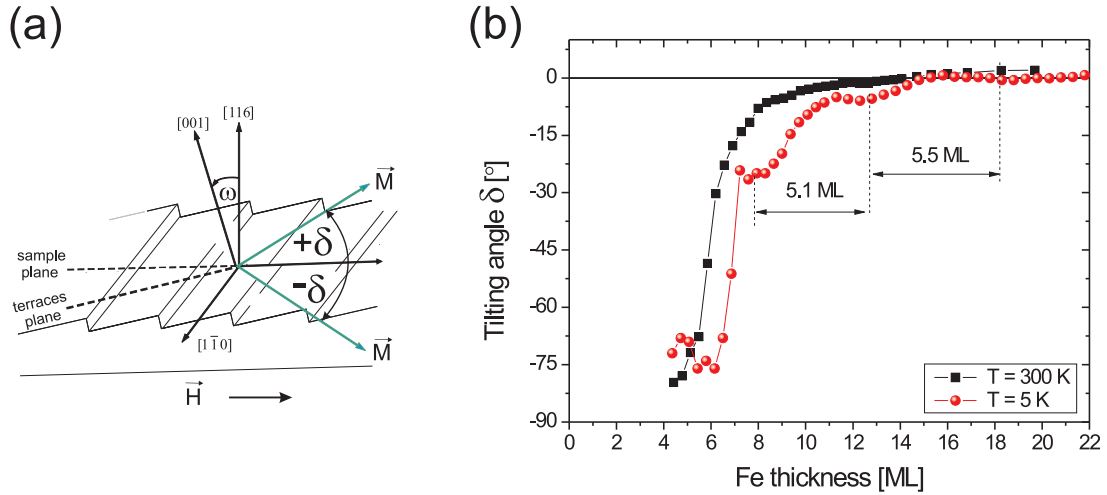 (a)
[001]
[116]
ω
M
+δ
-δ
sample
plane
terraces
plane
[11̄0]
M
H
(b)
Tilting angle δ [°]
0
-15
-30
-45
-60
-75
-90
5.5 ML
5.1 ML
T = 300 K
T = 5 K
0 2 4 6 8 10 12 14 16 18 20 22
Fe thickness [ML]